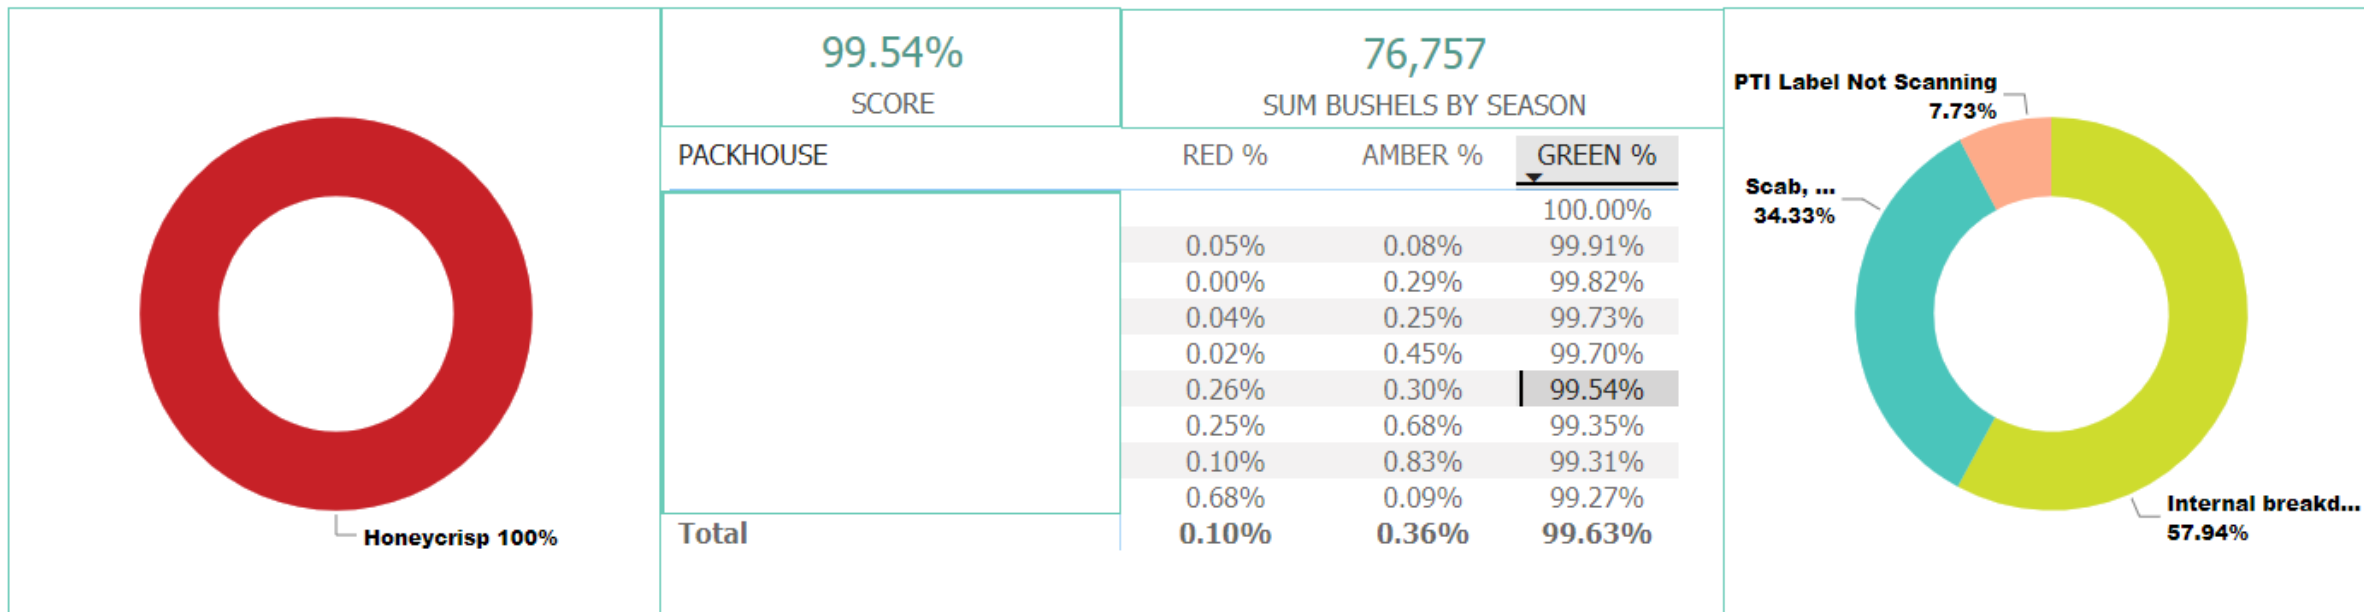 Honeycrisp 100%
99.54%
SCORE
76,757
SUM BUSHELS BY SEASON
PACKHOUSE RED % AMBER % GREEN %
100.00%
0.05% 0.08% 99.91%
0.00% 0.29% 99.82%
0.04% 0.25% 99.73%
0.02% 0.45% 99.70%
0.26% 0.30% 99.54%
0.25% 0.68% 99.35%
0.10% 0.83% 99.31%
0.68% 0.09% 99.27%
Total 0.10% 0.36% 99.63%
PTI Label Not Scanning
7.73%
Scab, ...
34.33%
Internal breakd...
57.94%